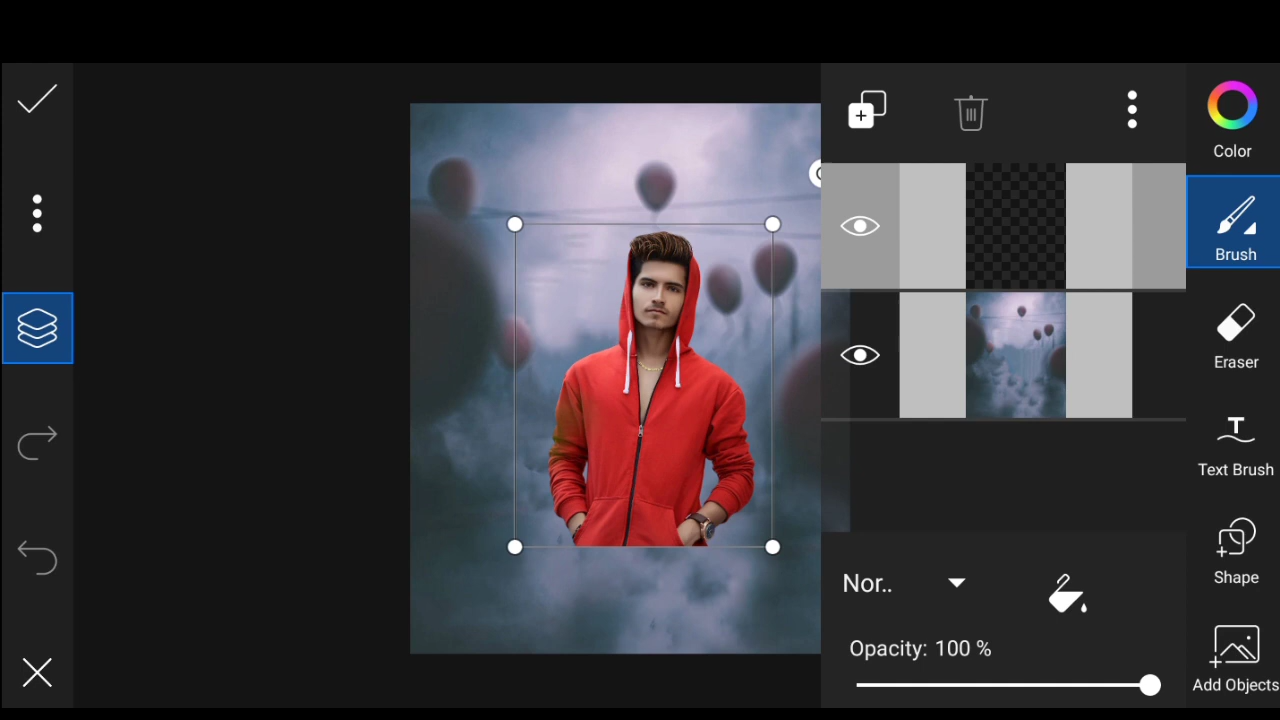 Color
Brush
Eraser
Text Brush
Shape
Nor..
Opacity: 100 %
Add Objects